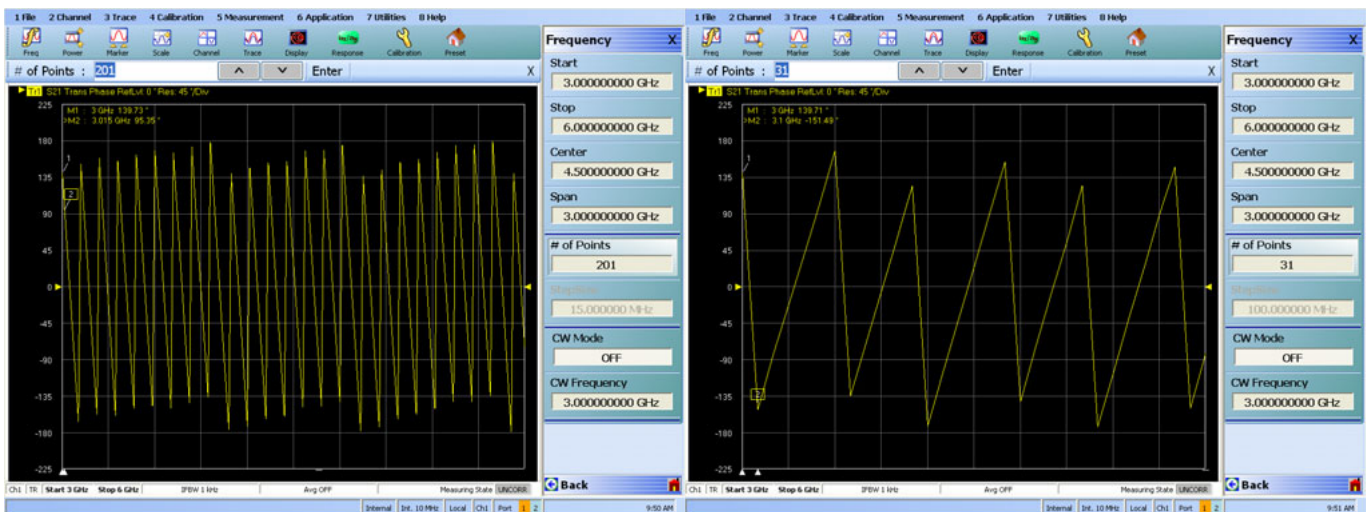 1 File 2 Channel 3 Trace 4 Calibration 5 Measurement 6 Application 7 Utilities 8 Help
Freq Power Marker Scale Channel Trace Display Response Calibration Preset
# of Points : 201 Enter X
Tr1 S21 Trans Phase RefLvl: 0 ° Res: 45 °/Div
M1 : 3 GHz 139.73 °
>M2 : 3.015 GHz 95.35 °
225
180
135
90
45
0
-45
-90
-135
-180
-225
1
2
Ch1 TR Start 3 GHz Stop 6 GHz IFBW 1 kHz Avg OFF Measuring State UNCORR
Internal Int. 10 MHz Local Ch1 Port 1 2 9:50 AM
Frequency X
Start
3.000000000 GHz
Stop
6.000000000 GHz
Center
4.500000000 GHz
Span
3.000000000 GHz
# of Points
201
StepSize
15.000000 MHz
CW Mode
OFF
CW Frequency
3.000000000 GHz
Back
1 File 2 Channel 3 Trace 4 Calibration 5 Measurement 6 Application 7 Utilities 8 Help
Freq Power Marker Scale Channel Trace Display Response Calibration Preset
# of Points : 31 Enter X
Tr1 S21 Trans Phase RefLvl: 0 ° Res: 45 °/Div
M1 : 3 GHz 139.71 °
>M2 : 3.1 GHz -151.49 °
225
180
135
90
45
0
-45
-90
-135
-180
-225
1
2
Ch1 TR Start 3 GHz Stop 6 GHz IFBW 1 kHz Avg OFF Measuring State UNCORR
Internal Int. 10 MHz Local Ch1 Port 1 2 9:51 AM
Frequency X
Start
3.000000000 GHz
Stop
6.000000000 GHz
Center
4.500000000 GHz
Span
3.000000000 GHz
# of Points
31
StepSize
100.000000 MHz
CW Mode
OFF
CW Frequency
3.000000000 GHz
Back